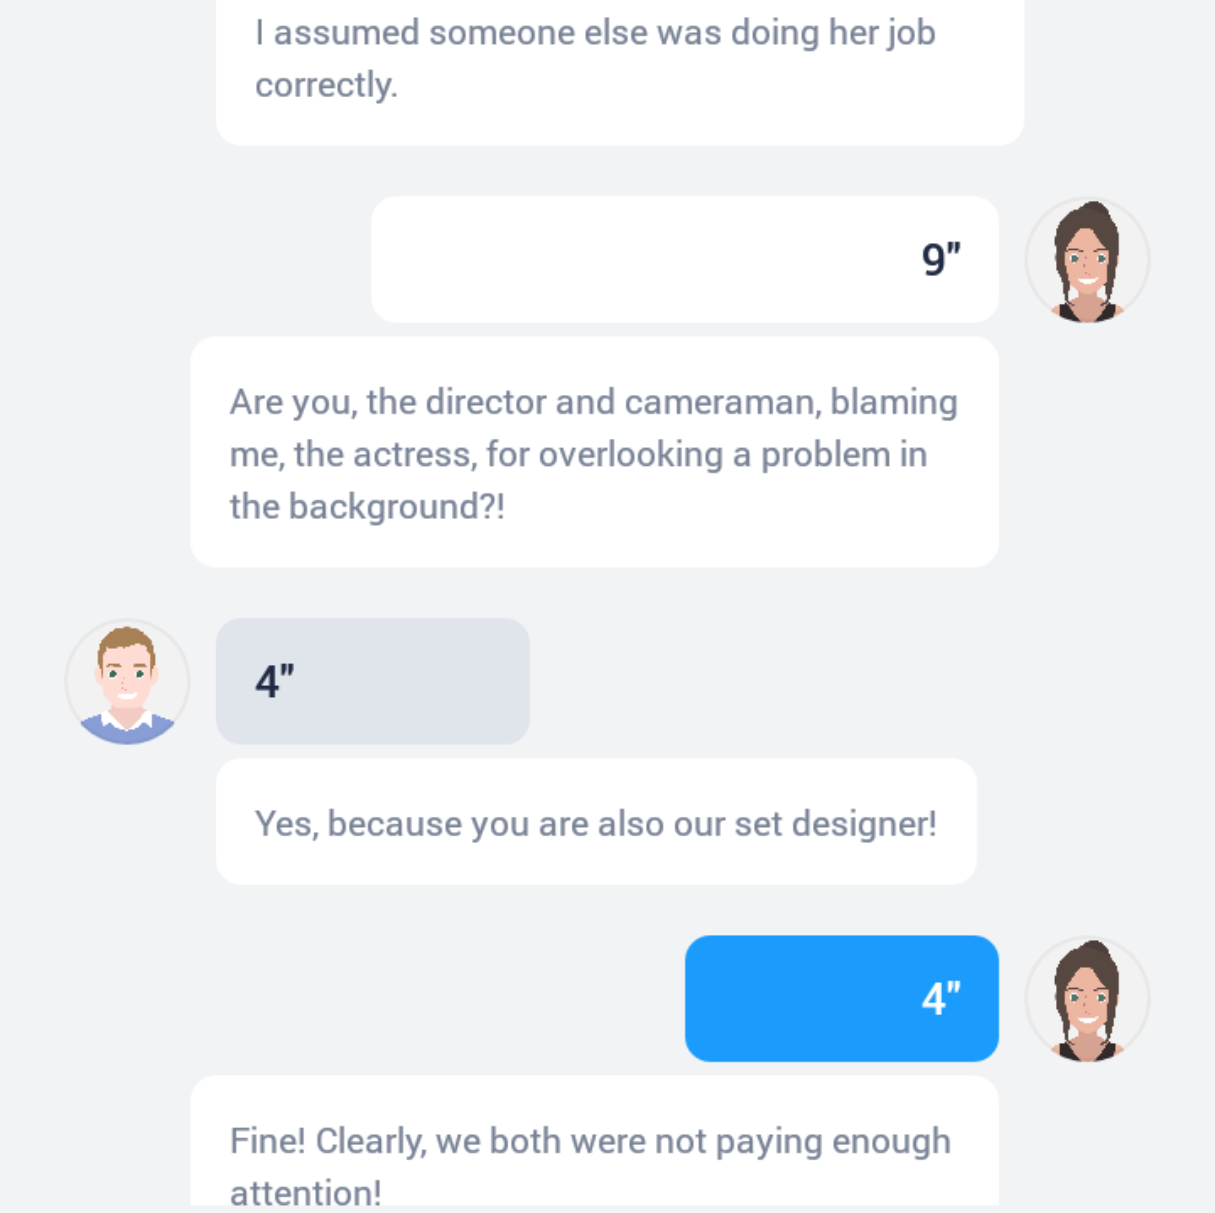 I assumed someone else was doing her job
correctly.
9"
Are you, the director and cameraman, blaming
me, the actress, for overlooking a problem in
the background?!
4"
Yes, because you are also our set designer!
4"
Fine! Clearly, we both were not paying enough
attention!